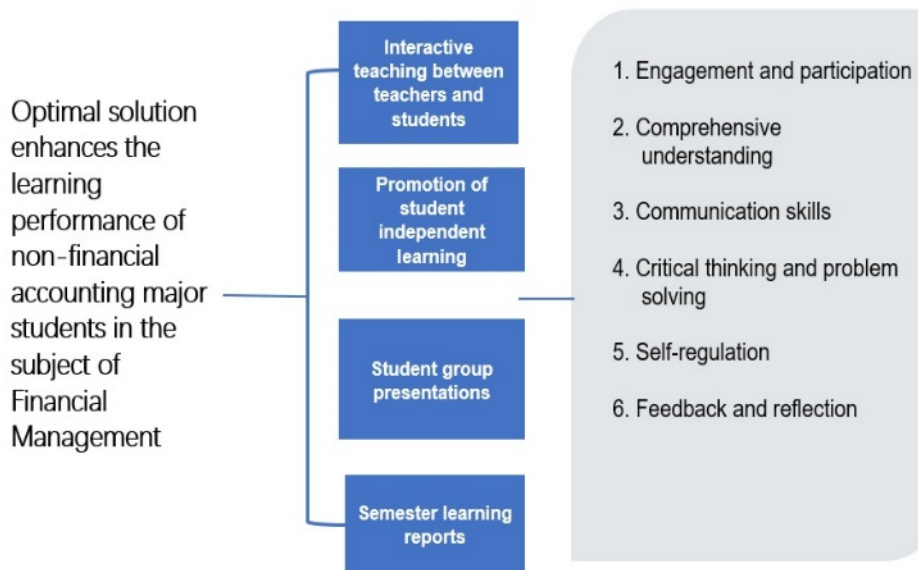 Optimal solution
enhances the
learning
performance of
non-financial
accounting major
students in the
subject of
Financial
Management
Interactive
teaching between
teachers and
students
Promotion of
student
independent
learning
Student group
presentations
Semester learning
reports
1. Engagement and participation
2. Comprehensive
understanding
3. Communication skills
4. Critical thinking and problem
solving
5. Self-regulation
6. Feedback and reflection